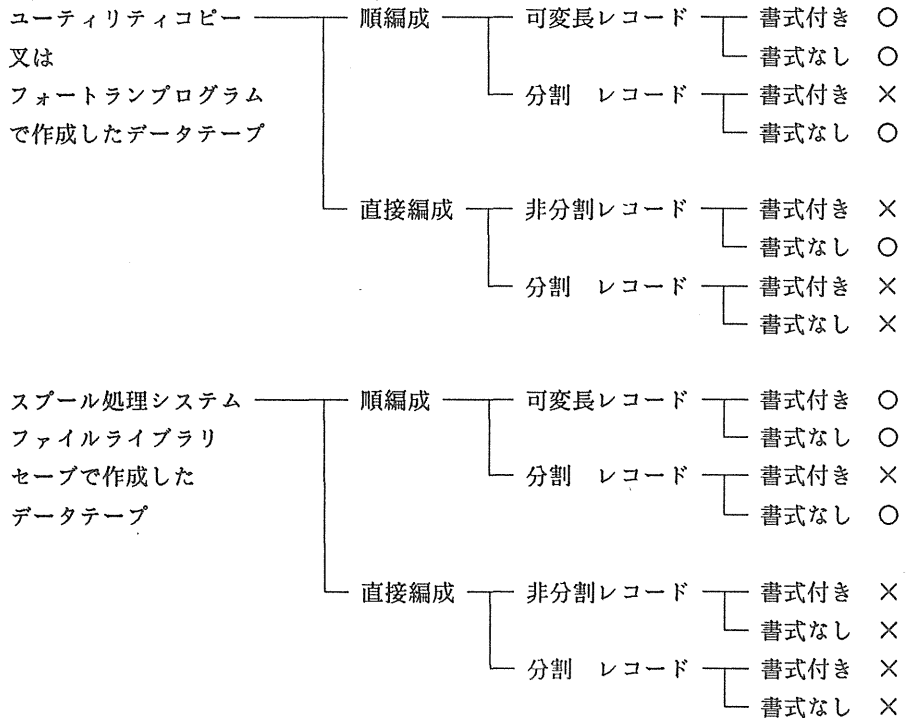 ユーティリティコピー 順編成 可変長レコード 書式付き ○
又は 書式なし ○
フォートランプログラム 分割 レコード 書式付き ×
で作成したデータテープ 書式なし ○
直接編成 非分割レコード 書式付き ×
書式なし ○
分割 レコード 書式付き ×
書式なし ×
スプール処理システム 順編成 可変長レコード 書式付き ○
ファイルライブラリ 書式なし ○
セーブで作成した 分割 レコード 書式付き ×
データテープ 書式なし ○
直接編成 非分割レコード 書式付き ×
書式なし ×
分割 レコード 書式付き ×
書式なし ×